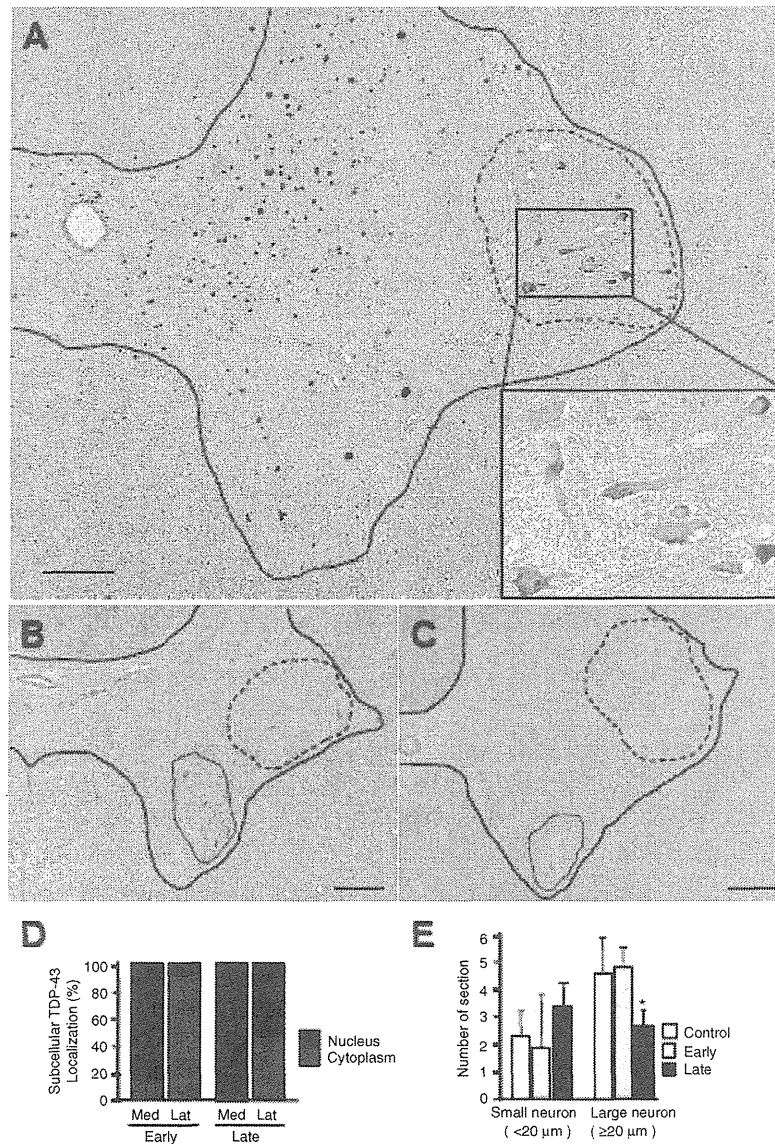 A
B
C
D
Subcellular TDP-43
Localization (%)
100
80
60
40
20
0
Med Lat Med Lat
Early Late
Nucleus
Cytoplasm
E
Number of section
6
5
4
3
2
1
0
*
Small neuron Large neuron
( <20 μm ) ( ≥20 μm )
Control
Early
Late